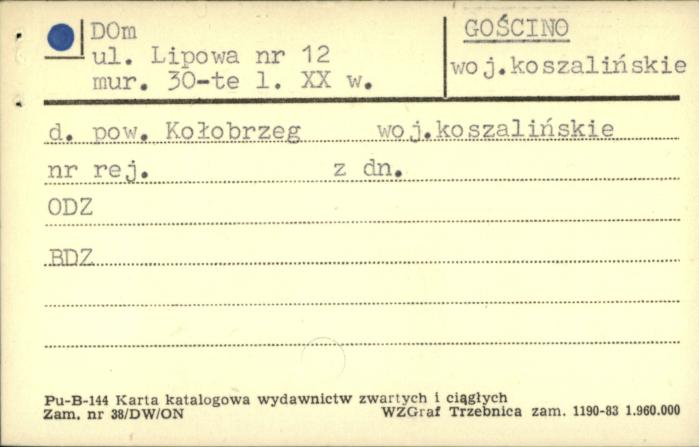 DOm
ul. Lipowa nr 12
mur. 30-te l. XX w.
GOŚCINO
woj.koszalińskie
d. pow. Kołobrzeg woj.koszalińskie
nr rej. z dn.
ODZ
BDZ
Pu-B-144 Karta katalogowa wydawnictw zwartych i ciągłych
Zam. nr 38/DW/ON WZGraf Trzebnica zam. 1190-83 1.960.000